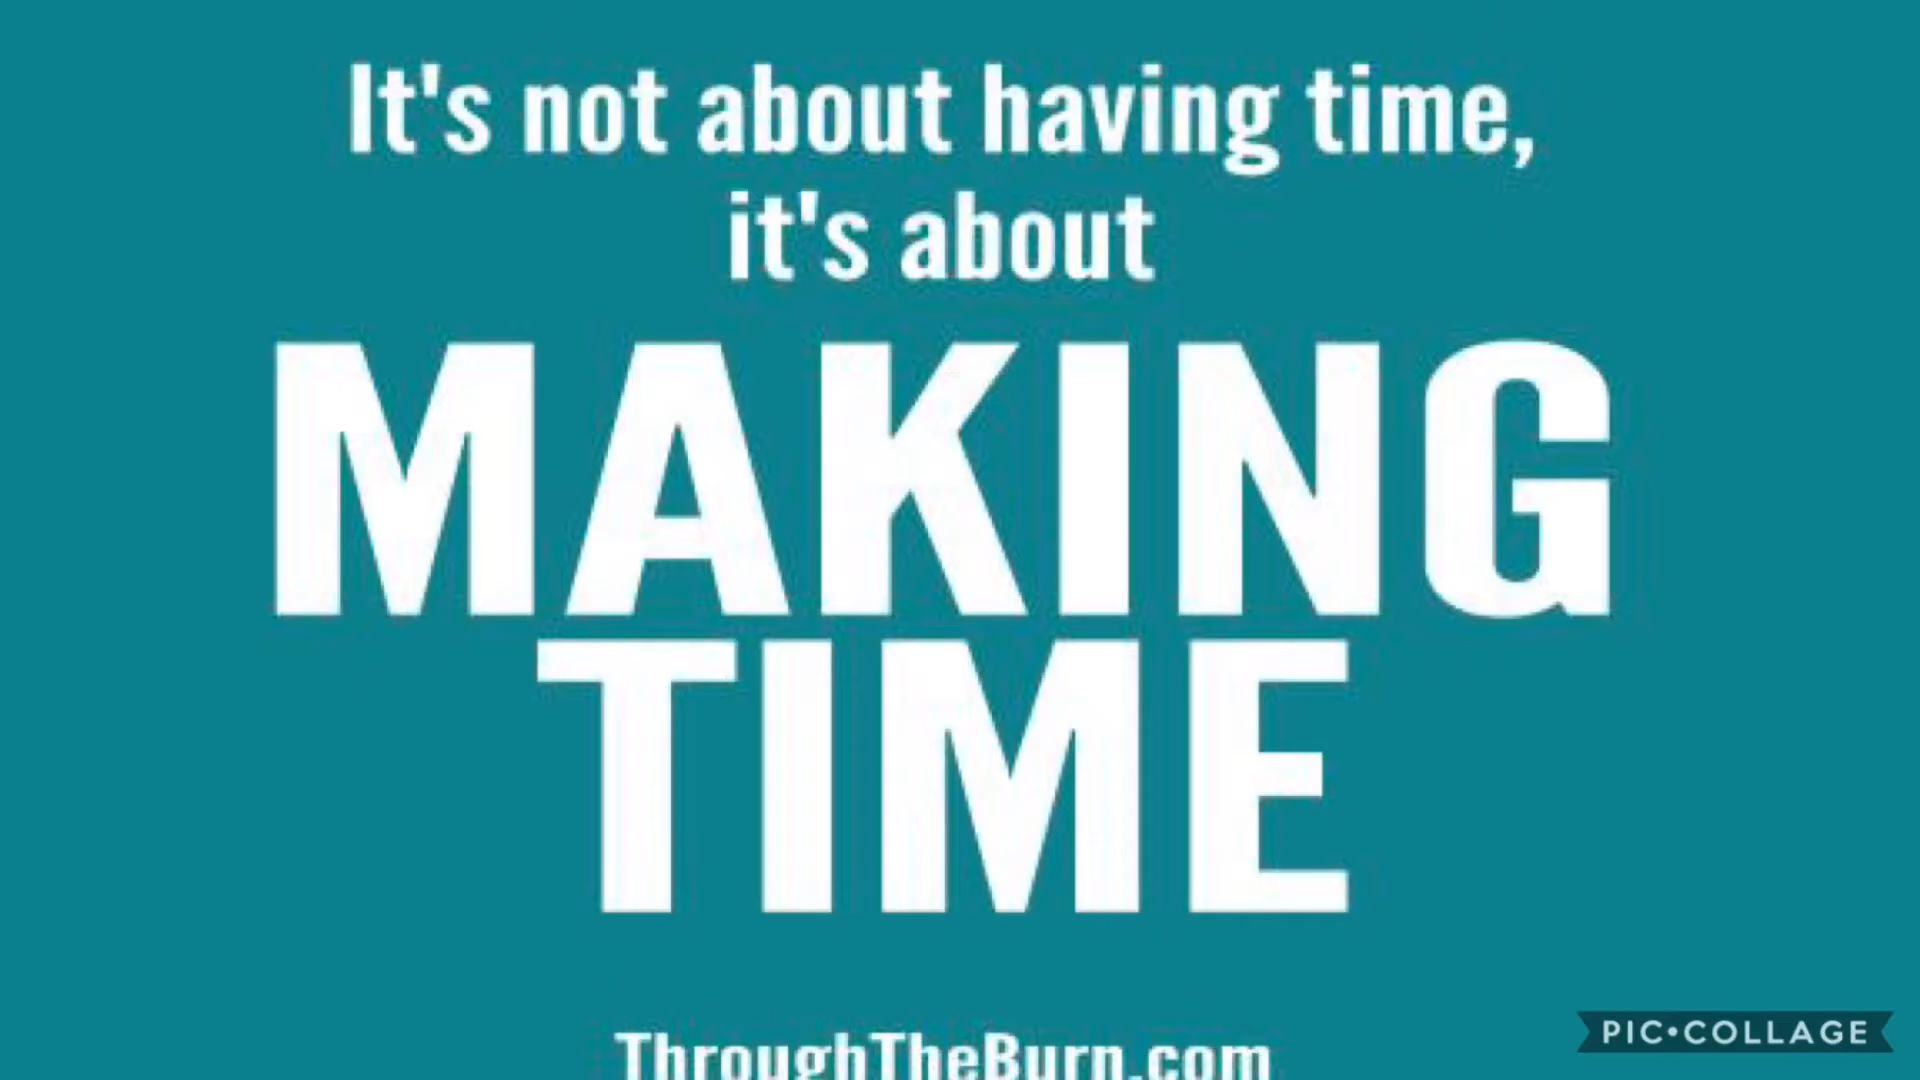 It's not about having time,
it's about
MAKING
TIME
ThroughTheBurn.com
PIC•COLLAGE